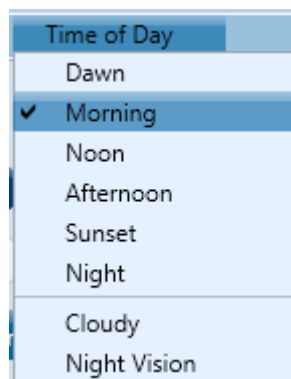 Time of Day
Dawn
Morning
Noon
Afternoon
Sunset
Night
Cloudy
Night Vision